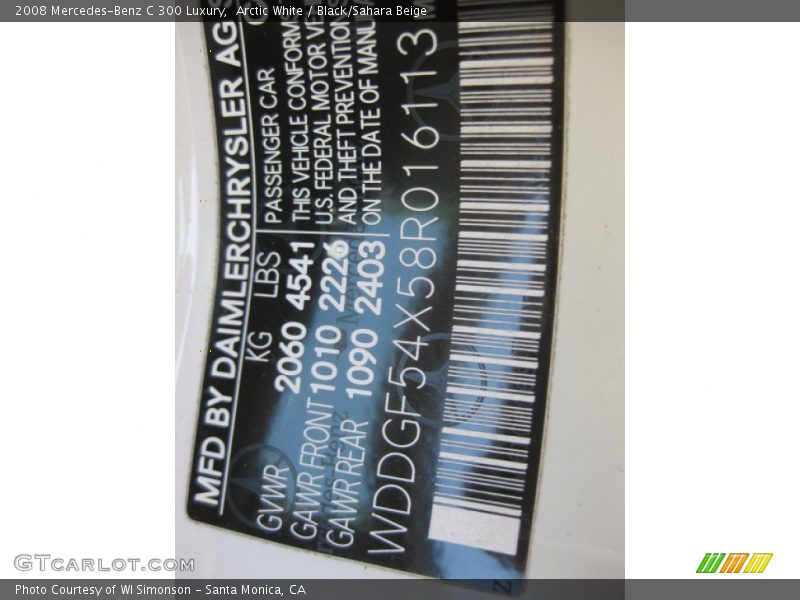 2008 Mercedes-Benz C 300 Luxury, Arctic White / Black/Sahara Beige
MFD BY DAIMLERCHRYSLER AG
KG LBS
GVWR 2060 4541
GAWR FRONT 1010 2226
GAWR REAR 1090 2403
PASSENGER CAR
THIS VEHICLE CONFORMS
U.S. FEDERAL MOTOR VE
AND THEFT PREVENTION
ON THE DATE OF MANU
WDDGF54X58R016113
GTCARLOT.COM
Photo Courtesy of WI Simonson - Santa Monica, CA